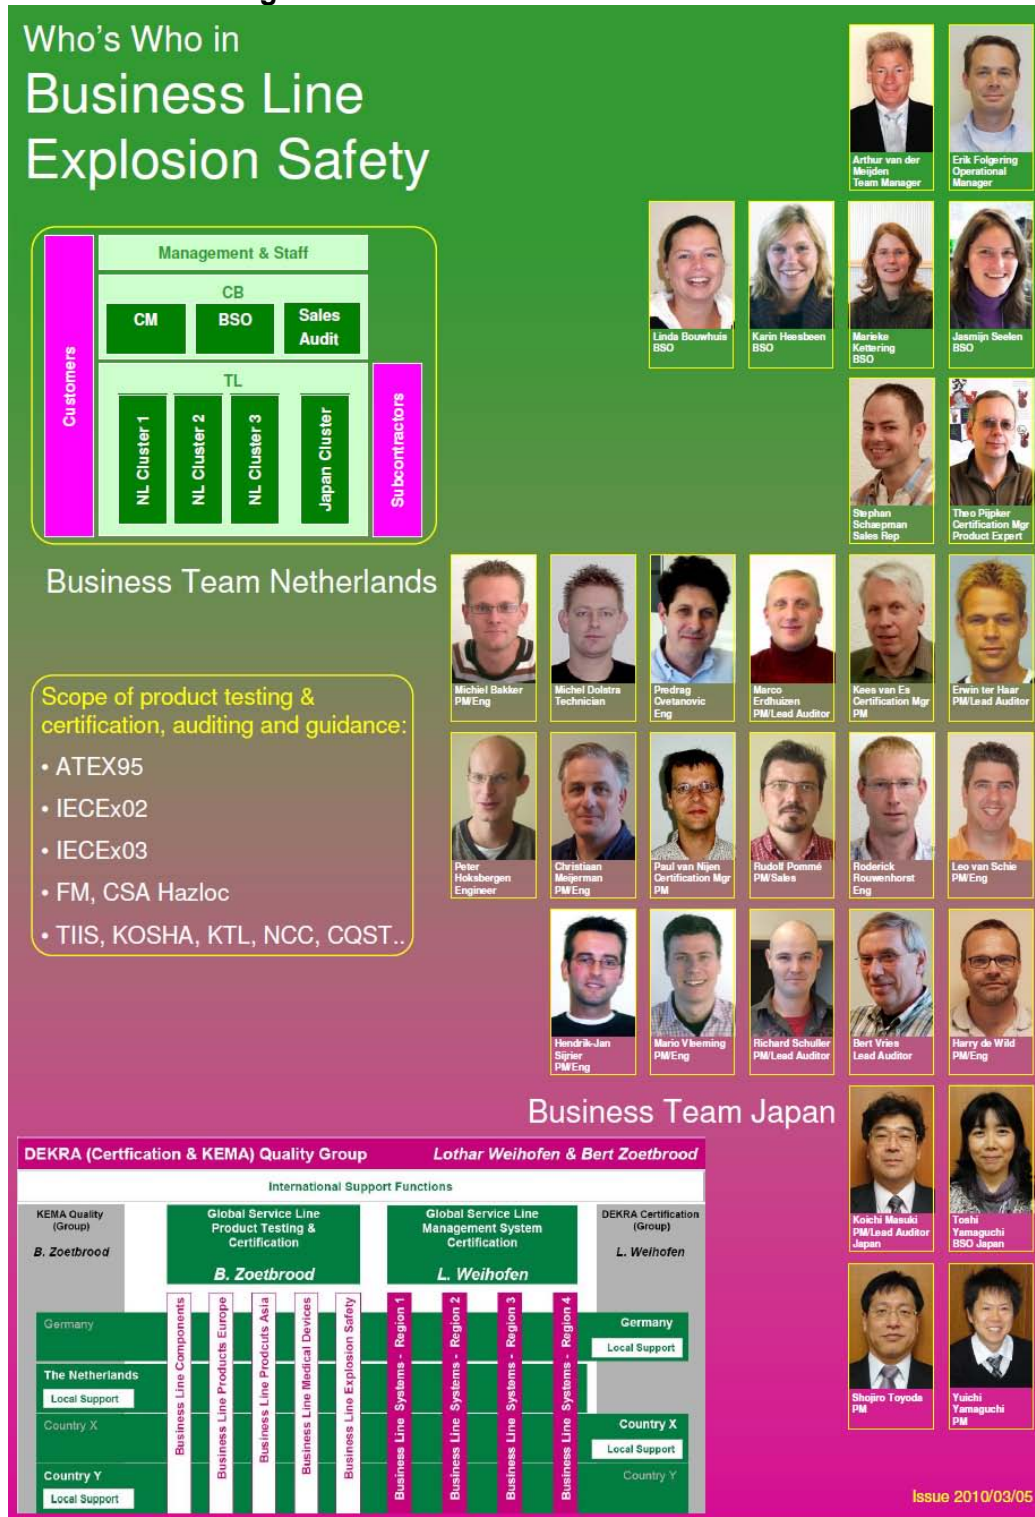 Who's Who in
Business Line
Explosion Safety
Arthur van der
Meijden
Team Manager
Erik Folgering
Operational
Manager
Management & Staff
CB
CM
BSO
Sales
Audit
TL
NL Cluster 1
NL Cluster 2
NL Cluster 3
Japan Cluster
Customers
Subcontractors
Linda Bouwhuis
BSO
Karin Heesbeen
BSO
Marieke
Kettering
BSO
Jasmijn Seelen
BSO
Stephan
Schaepman
Sales Rep
Theo Pijpker
Certification Mgr
Product Expert
Business Team Netherlands
Michiel Bakker
PM/Eng
Michel Dolstra
Technician
Predrag
Cvetanovic
Eng
Marco
Erdhuizen
PM/Lead Auditor
Kees van Es
Certification Mgr
PM
Erwin ter Haar
PM/Lead Auditor
Scope of product testing &
certification, auditing and guidance:
• ATEX95
• IECEx02
• IECEx03
• FM, CSA Hazloc
• TIIS, KOSHA, KTL, NCC, CQST..
Peter
Hoksbergen
Engineer
Christiaan
Meijerman
PM/Eng
Paul van Nijen
Certification Mgr
PM
Rudolf Pommé
PM/Sales
Roderick
Rouwenhorst
Eng
Leo van Schie
PM/Eng
Hendrik-Jan
Sijrier
PM/Eng
Mario Vleeming
PM/Eng
Richard Schuller
PM/Lead Auditor
Bert Vries
Lead Auditor
Harry de Wild
PM/Eng
Business Team Japan
Koichi Masuki
PM/Lead Auditor
Japan
Toshi
Yamaguchi
BSO Japan
Shojiro Toyoda
PM
Yuichi
Yamaguchi
PM
DEKRA (Certfication & KEMA) Quality Group
Lothar Weihofen & Bert Zoetbrood
International Support Functions
KEMA Quality
(Group)
B. Zoetbrood
Global Service Line
Product Testing &
Certification
B. Zoetbrood
Global Service Line
Management System
Certification
L. Weihofen
DEKRA Certification
(Group)
L. Weihofen
Germany
The Netherlands
Local Support
Country X
Country Y
Local Support
Business Line Components
Business Line Products Europe
Business Line Prodcuts Asia
Business Line Medical Devices
Business Line Explosion Safety
Business Line Systems - Region 1
Business Line Systems - Region 2
Business Line Systems - Region 3
Business Line Systems - Region 4
Germany
Local Support
Country X
Local Support
Country Y
Issue 2010/03/05